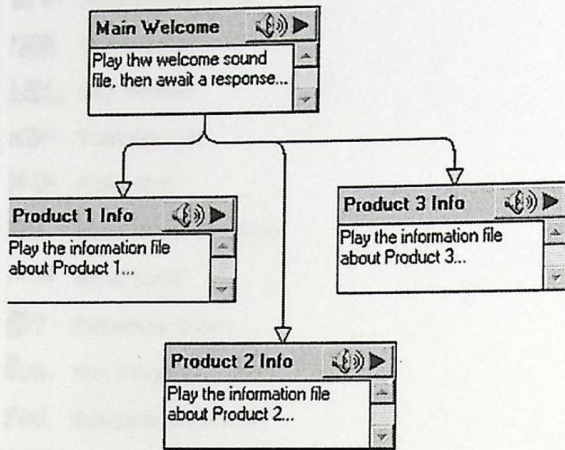 Main Welcome
Play thw welcome sound
file, then await a response...
Product 1 Info
Play the information file
about Product 1...
Product 3 Info
Play the information file
about Product 3...
Product 2 Info
Play the information file
about Product 2...